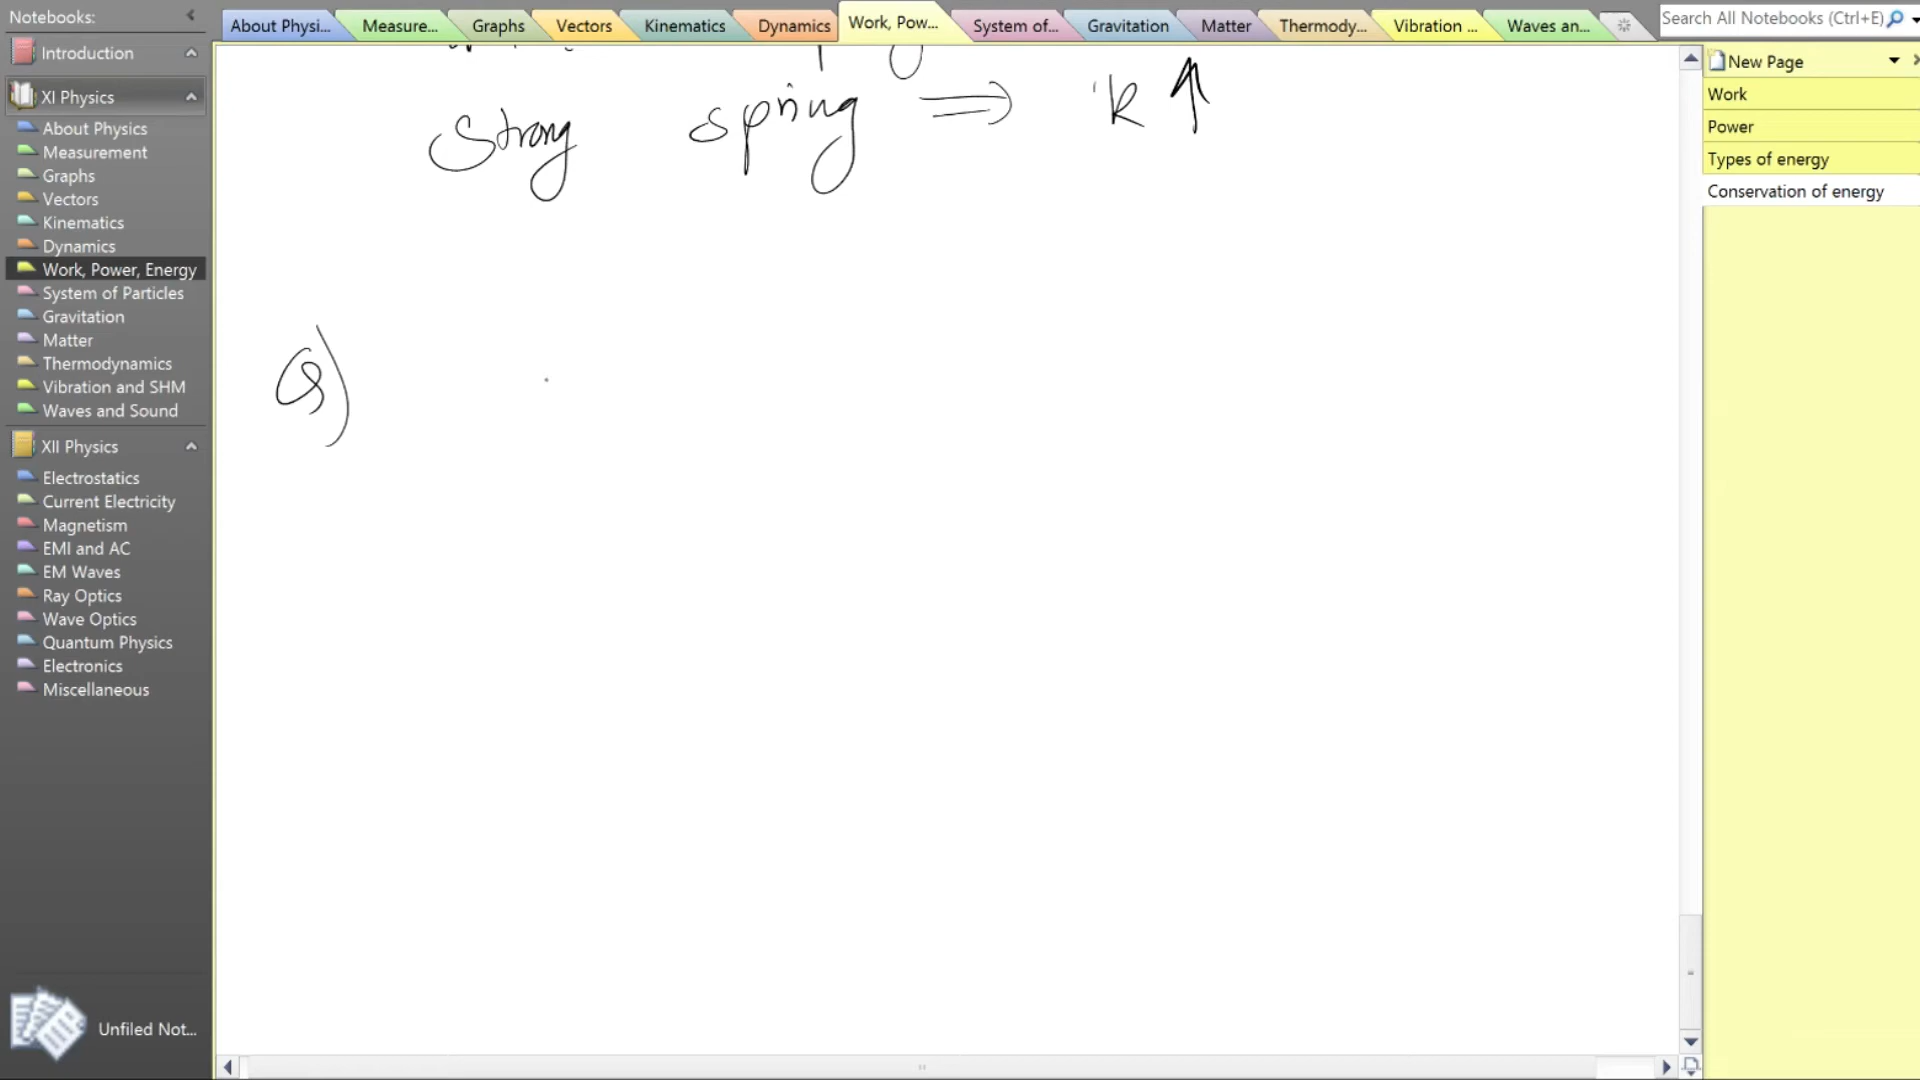 Notebooks:
Introduction
XI Physics
About Physics
Measurement
Graphs
Vectors
Kinematics
Dynamics
Work, Power, Energy
System of Particles
Gravitation
Matter
Thermodynamics
Vibration and SHM
Waves and Sound
XII Physics
Electrostatics
Current Electricity
Magnetism
EMI and AC
EM Waves
Ray Optics
Wave Optics
Quantum Physics
Electronics
Miscellaneous
Unfiled Not...
About Physi... Measure... Graphs Vectors Kinematics Dynamics Work, Pow... System of... Gravitation Matter Thermody... Vibration ... Waves an...
Search All Notebooks (Ctrl+E)
Strong spring ⟹ k ↑
Q)
New Page
Work
Power
Types of energy
Conservation of energy